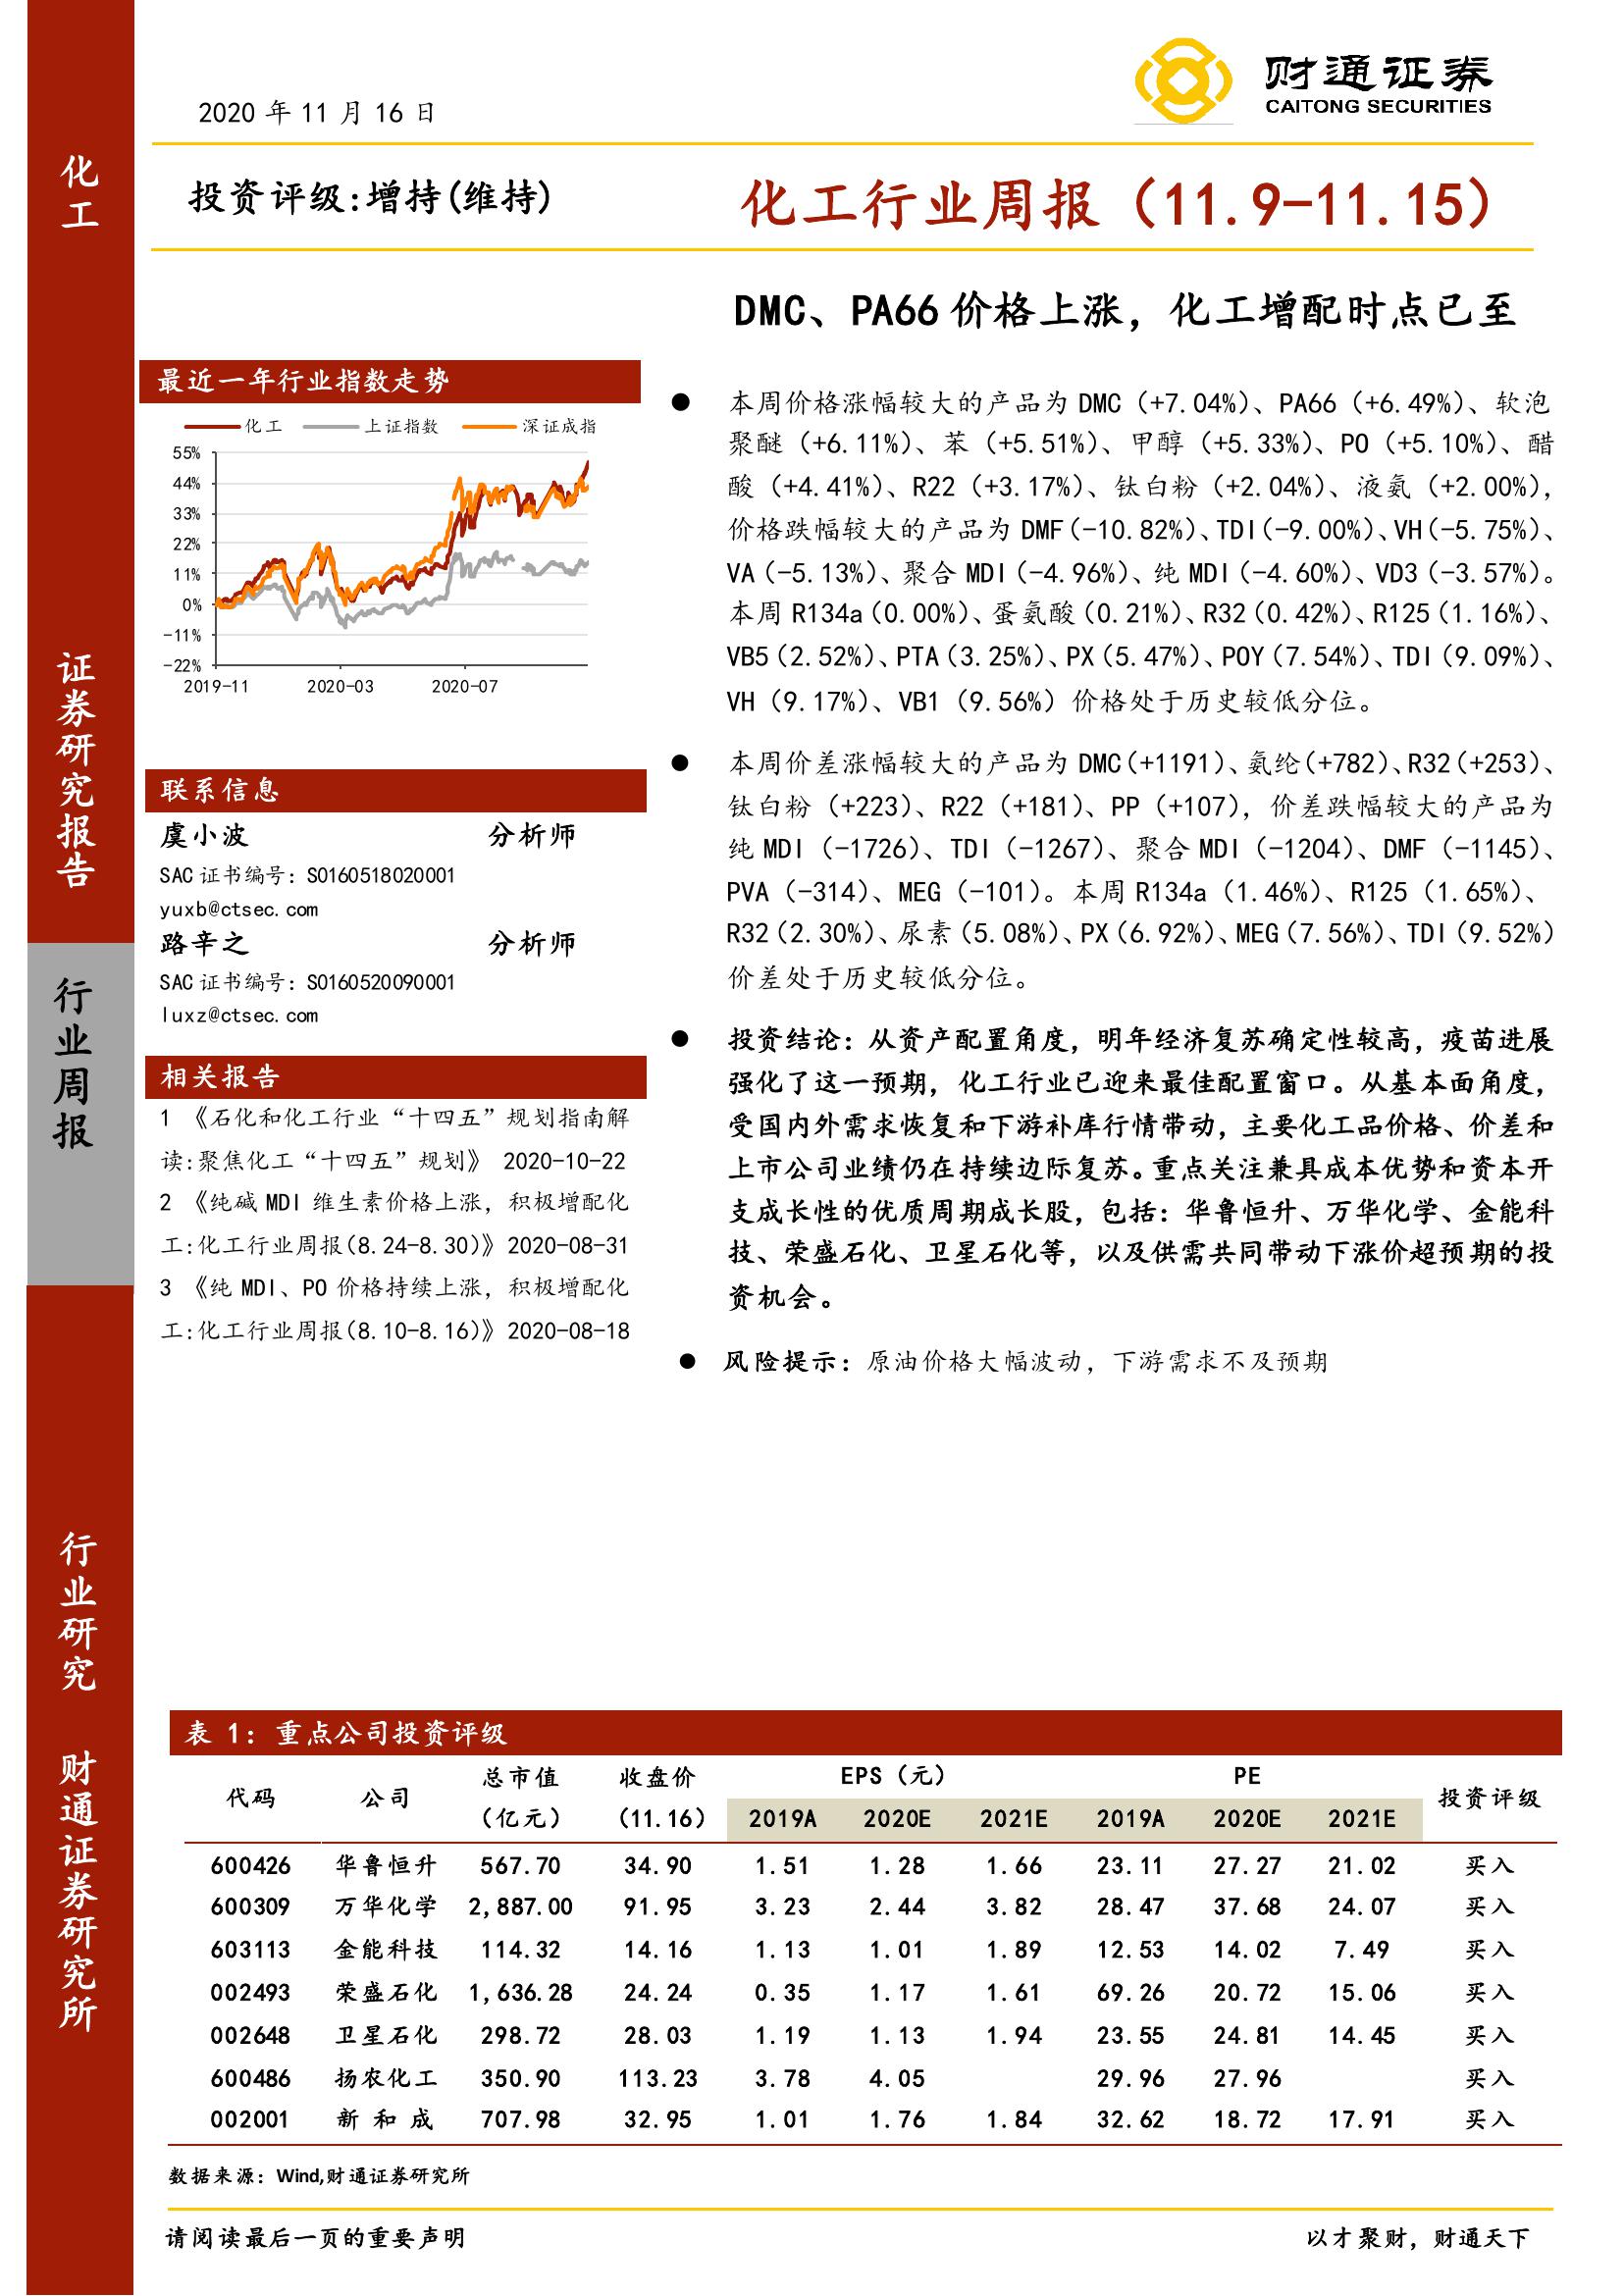 财通证券
CAITONG SECURITIES
2020 年 11 月 16 日
投资评级:增持(维持)
化工行业周报（11.9-11.15）
化工
证券研究报告
行业周报
行业研究
财通证券研究所
DMC、PA66 价格上涨，化工增配时点已至
最近一年行业指数走势
化工 上证指数 深证成指
55%
44%
33%
22%
11%
0%
-11%
-22%
2019-11 2020-03 2020-07
联系信息
虞小波 分析师
SAC 证书编号：S0160518020001
yuxb@ctsec.com
路辛之 分析师
SAC 证书编号：S0160520090001
luxz@ctsec.com
相关报告
1 《石化和化工行业“十四五”规划指南解
读:聚焦化工“十四五”规划》 2020-10-22
2 《纯碱 MDI 维生素价格上涨，积极增配化
工:化工行业周报(8.24-8.30)》2020-08-31
3 《纯 MDI、PO 价格持续上涨，积极增配化
工:化工行业周报(8.10-8.16)》2020-08-18
● 本周价格涨幅较大的产品为 DMC（+7.04%）、PA66（+6.49%）、软泡
聚醚（+6.11%）、苯（+5.51%）、甲醇（+5.33%）、PO（+5.10%）、醋
酸（+4.41%）、R22（+3.17%）、钛白粉（+2.04%）、液氨（+2.00%），
价格跌幅较大的产品为 DMF（-10.82%）、TDI（-9.00%）、VH（-5.75%）、
VA（-5.13%）、聚合 MDI（-4.96%）、纯 MDI（-4.60%）、VD3（-3.57%）。
本周 R134a（0.00%）、蛋氨酸（0.21%）、R32（0.42%）、R125（1.16%）、
VB5（2.52%）、PTA（3.25%）、PX（5.47%）、POY（7.54%）、TDI（9.09%）、
VH（9.17%）、VB1（9.56%）价格处于历史较低分位。
● 本周价差涨幅较大的产品为 DMC（+1191）、氨纶（+782）、R32（+253）、
钛白粉（+223）、R22（+181）、PP（+107），价差跌幅较大的产品为
纯 MDI（-1726）、TDI（-1267）、聚合 MDI（-1204）、DMF（-1145）、
PVA（-314）、MEG（-101）。本周 R134a（1.46%）、R125（1.65%）、
R32（2.30%）、尿素（5.08%）、PX（6.92%）、MEG（7.56%）、TDI（9.52%）
价差处于历史较低分位。
● 投资结论：从资产配置角度，明年经济复苏确定性较高，疫苗进展
强化了这一预期，化工行业已迎来最佳配置窗口。从基本面角度，
受国内外需求恢复和下游补库行情带动，主要化工品价格、价差和
上市公司业绩仍在持续边际复苏。重点关注兼具成本优势和资本开
支成长性的优质周期成长股，包括：华鲁恒升、万华化学、金能科
技、荣盛石化、卫星石化等，以及供需共同带动下涨价超预期的投
资机会。
● 风险提示：原油价格大幅波动，下游需求不及预期
表 1：重点公司投资评级
代码 公司 总市值（亿元） 收盘价（11.16） EPS（元） PE 投资评级
2019A 2020E 2021E 2019A 2020E 2021E
600426 华鲁恒升 567.70 34.90 1.51 1.28 1.66 23.11 27.27 21.02 买入
600309 万华化学 2,887.00 91.95 3.23 2.44 3.82 28.47 37.68 24.07 买入
603113 金能科技 114.32 14.16 1.13 1.01 1.89 12.53 14.02 7.49 买入
002493 荣盛石化 1,636.28 24.24 0.35 1.17 1.61 69.26 20.72 15.06 买入
002648 卫星石化 298.72 28.03 1.19 1.13 1.94 23.55 24.81 14.45 买入
600486 扬农化工 350.90 113.23 3.78 4.05 29.96 27.96 买入
002001 新 和 成 707.98 32.95 1.01 1.76 1.84 32.62 18.72 17.91 买入
数据来源：Wind,财通证券研究所
请阅读最后一页的重要声明
以才聚财，财通天下